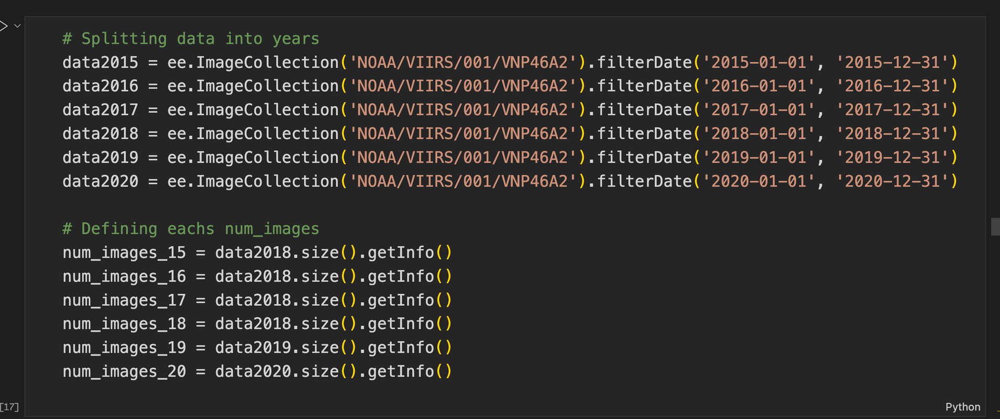 # Splitting data into years
data2015 = ee.ImageCollection('NOAA/VIIRS/001/VNP46A2').filterDate('2015-01-01', '2015-12-31')
data2016 = ee.ImageCollection('NOAA/VIIRS/001/VNP46A2').filterDate('2016-01-01', '2016-12-31')
data2017 = ee.ImageCollection('NOAA/VIIRS/001/VNP46A2').filterDate('2017-01-01', '2017-12-31')
data2018 = ee.ImageCollection('NOAA/VIIRS/001/VNP46A2').filterDate('2018-01-01', '2018-12-31')
data2019 = ee.ImageCollection('NOAA/VIIRS/001/VNP46A2').filterDate('2019-01-01', '2019-12-31')
data2020 = ee.ImageCollection('NOAA/VIIRS/001/VNP46A2').filterDate('2020-01-01', '2020-12-31')
# Defining eachs num_images
num_images_15 = data2018.size().getInfo()
num_images_16 = data2018.size().getInfo()
num_images_17 = data2018.size().getInfo()
num_images_18 = data2018.size().getInfo()
num_images_19 = data2019.size().getInfo()
num_images_20 = data2020.size().getInfo()
[17]
Python